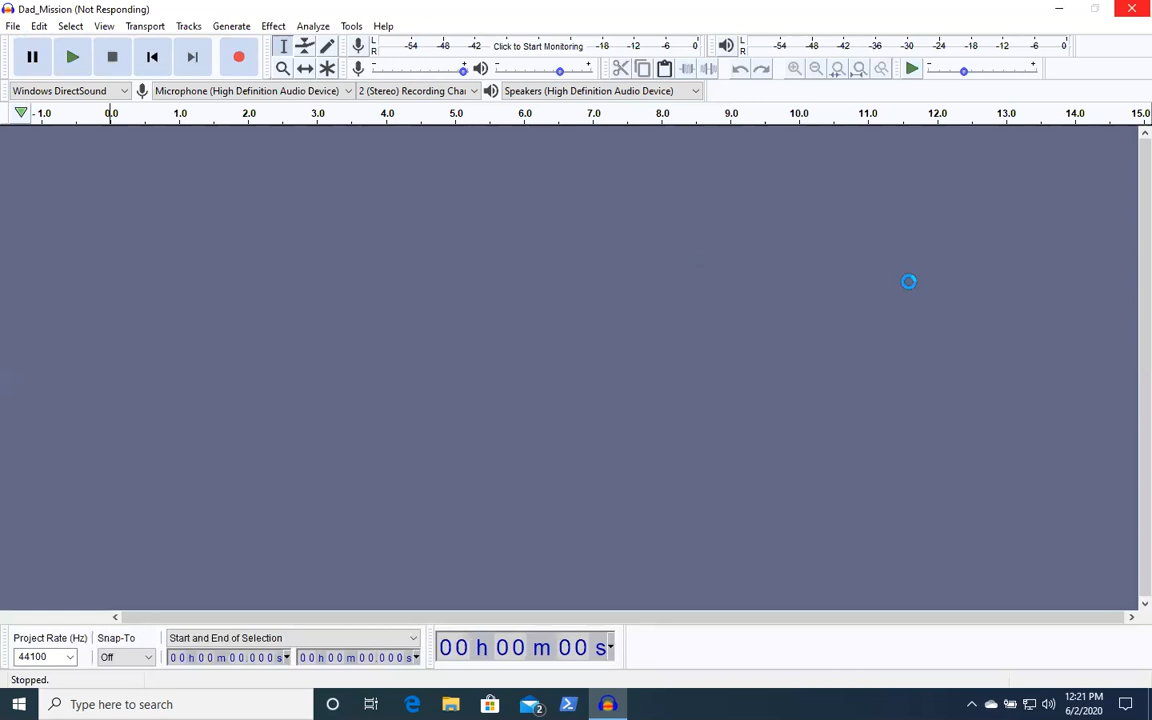 Dad_Mission (Not Responding)
File Edit Select View Transport Tracks Generate Effect Analyze Tools Help
L R -54 -48 -42 Click to Start Monitoring -18 -12 -6 0 L R -54 -48 -42 -36 -30 -24 -18 -12 -6 0
- + - + - +
Windows DirectSound Microphone (High Definition Audio Device) 2 (Stereo) Recording Chan Speakers (High Definition Audio Device)
- 1.0 0.0 1.0 2.0 3.0 4.0 5.0 6.0 7.0 8.0 9.0 10.0 11.0 12.0 13.0 14.0 15.0
Project Rate (Hz) Snap-To Start and End of Selection
44100 Off 00 h 00 m 00.000 s 00 h 00 m 00.000 s 00 h 00 m 00 s
Stopped.
Type here to search 2 12:21 PM
6/2/2020